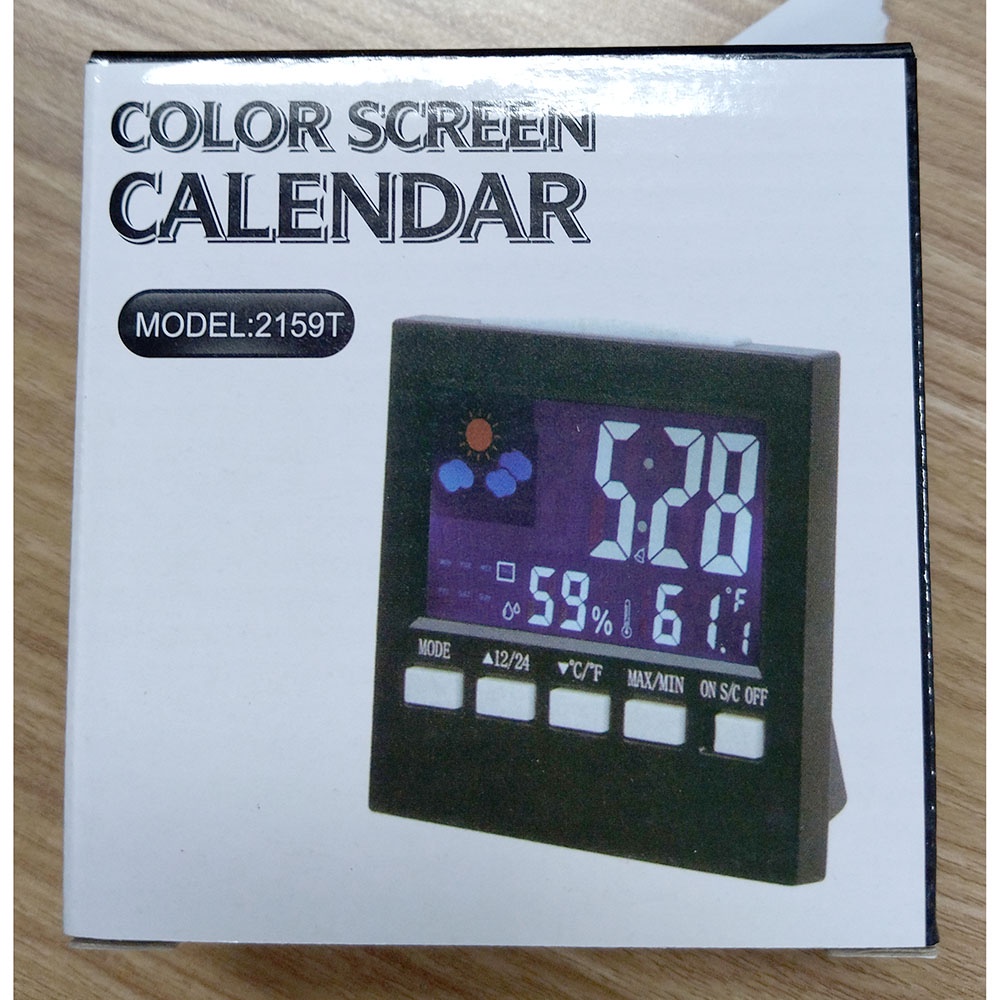 COLOR SCREEN
CALENDAR
MODEL:2159T
5:28
59% 61.1°F
MODE ▲12/24 ▼°C/°F MAX/MIN ON S/C OFF